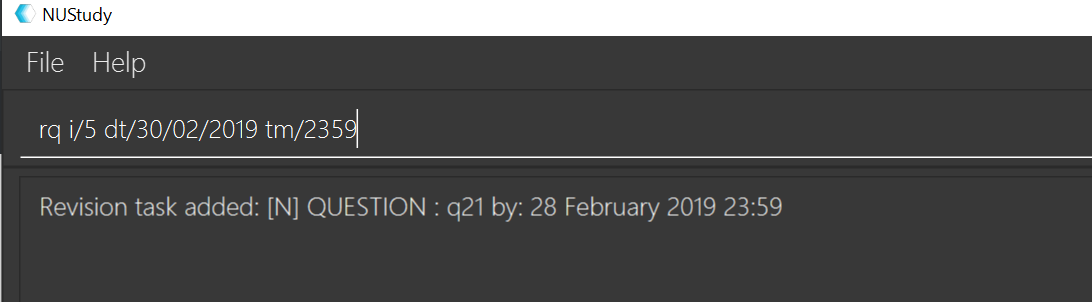 NUStudy
File Help
rq i/5 dt/30/02/2019 tm/2359
Revision task added: [N] QUESTION : q21 by: 28 February 2019 23:59